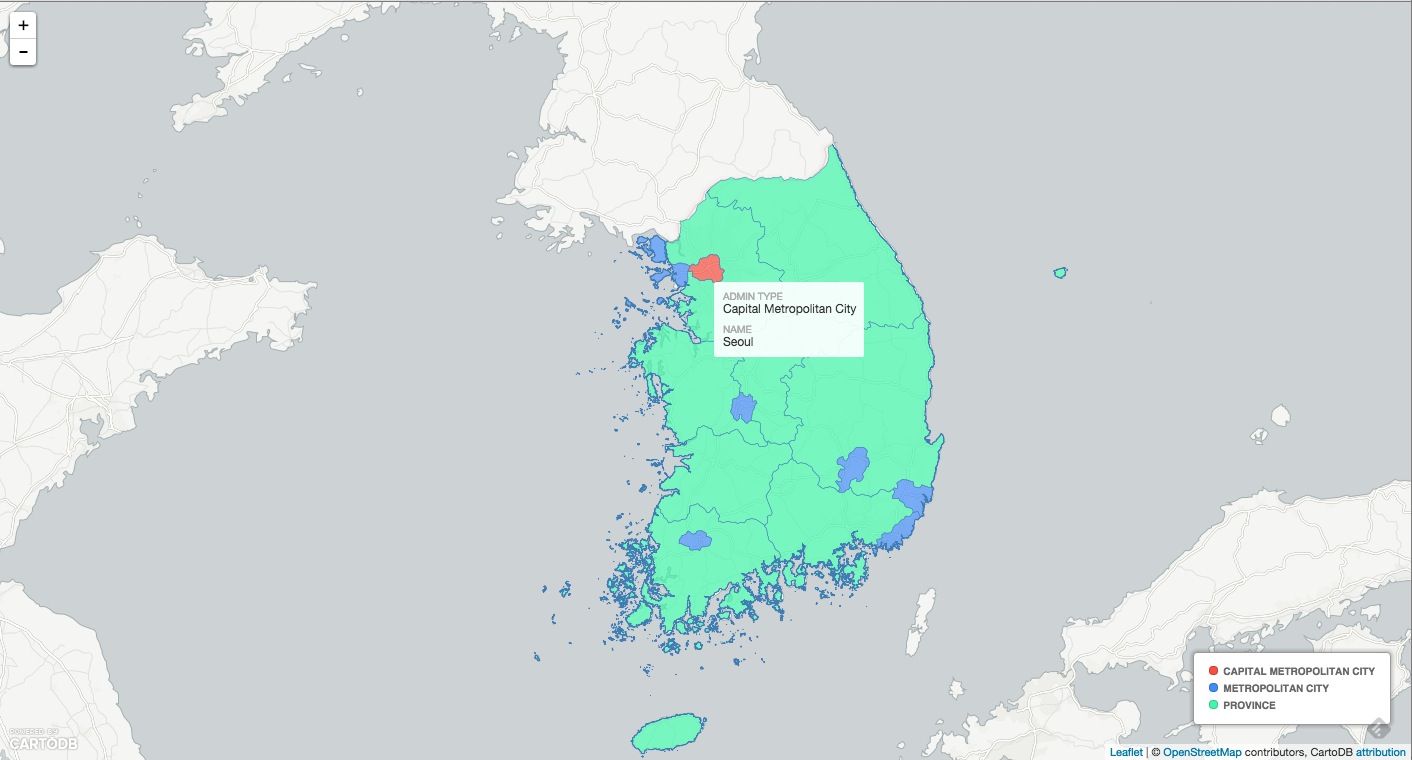 +
−
ADMIN TYPE
Capital Metropolitan City
NAME
Seoul
CAPITAL METROPOLITAN CITY
METROPOLITAN CITY
PROVINCE
POWERED BY
CARTODB
Leaflet | © OpenStreetMap contributors, CartoDB attribution